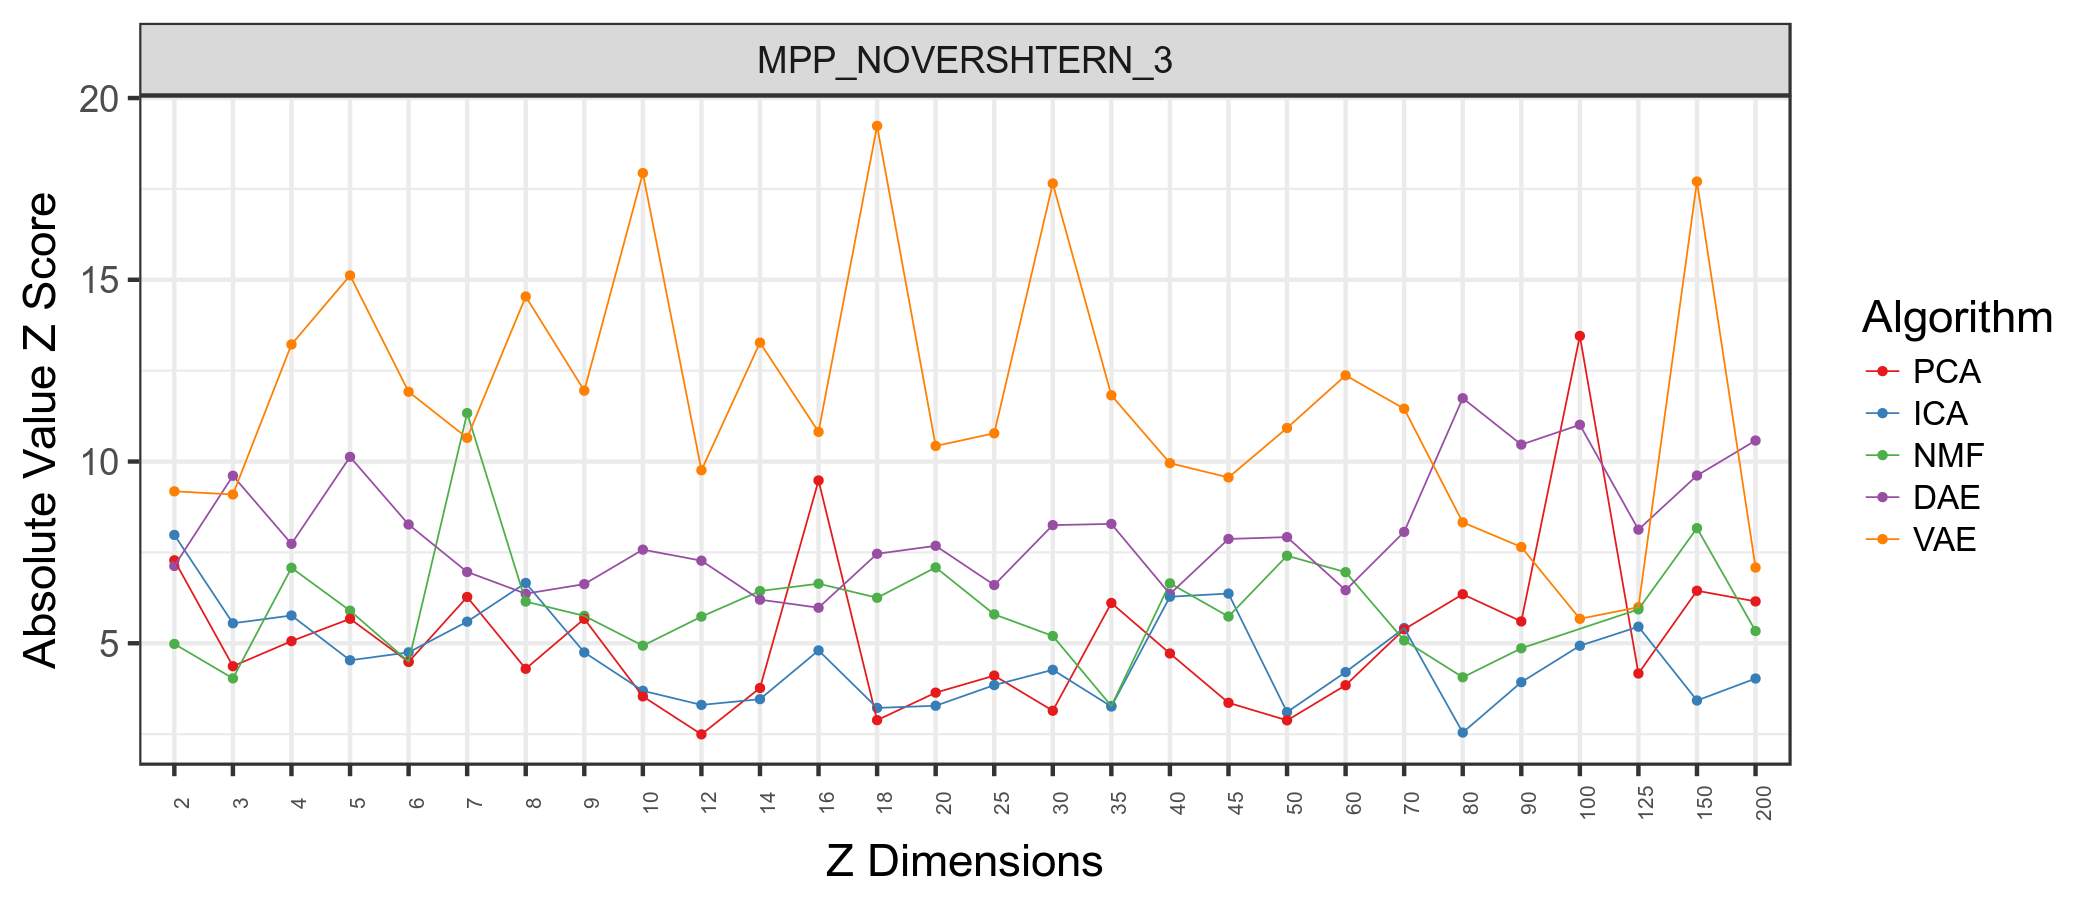 MPP_NOVERSHTERN_3
Absolute Value Z Score
20
15
10
5
2 3 4 5 6 7 8 9 10 12 14 16 18 20 25 30 35 40 45 50 60 70 80 90 100 125 150 200
Z Dimensions
Algorithm
PCA
ICA
NMF
DAE
VAE